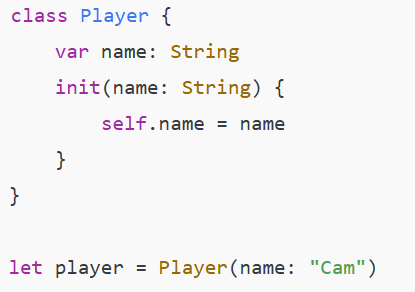 class Player {
    var name: String
    init(name: String) {
        self.name = name
    }
}

let player = Player(name: "Cam")